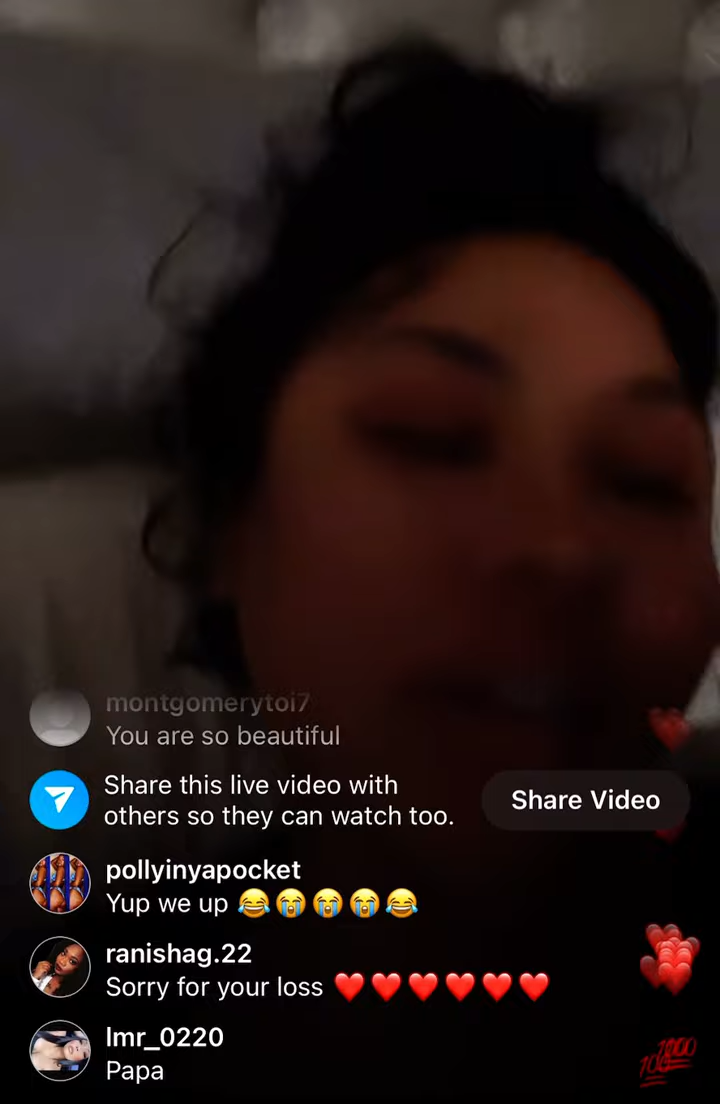 montgomerytoi7
You are so beautiful
Share this live video with
others so they can watch too.
Share Video
pollyinyapocket
Yup we up 😂😭😭😭😂
ranishag.22
Sorry for your loss ❤️❤️❤️❤️❤️❤️
lmr_0220
Papa